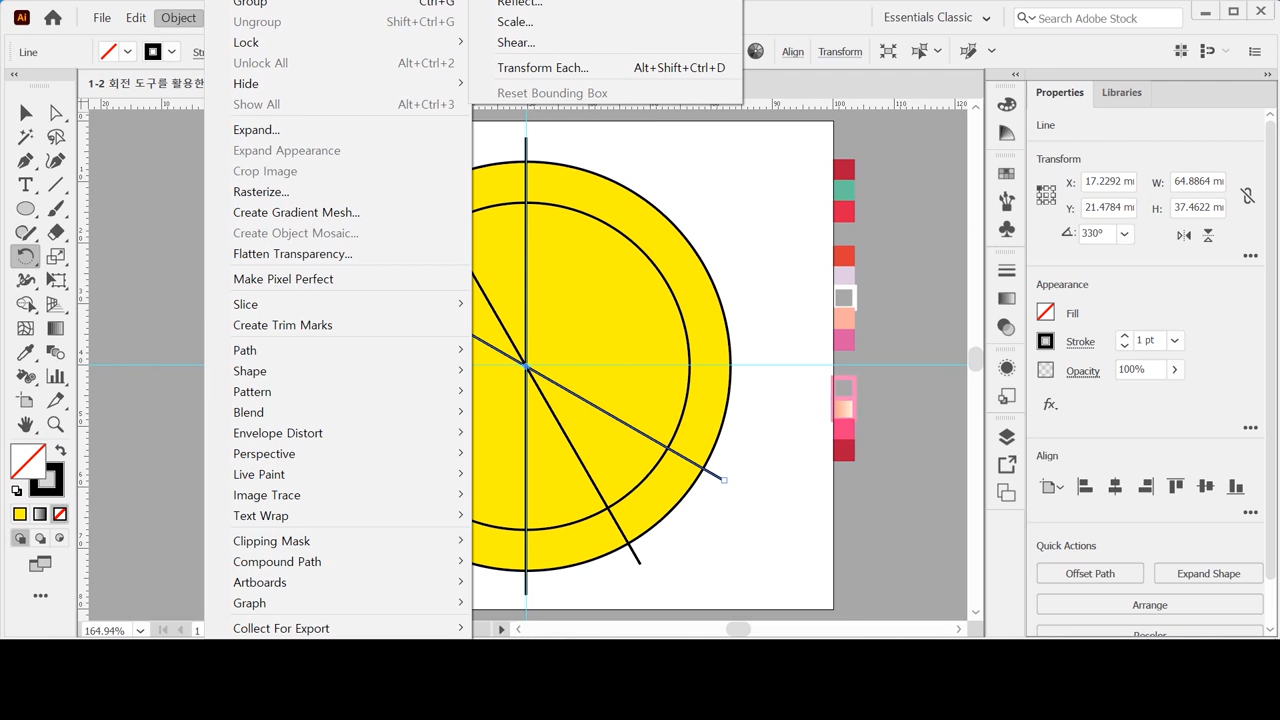 Ai File Edit Object Essentials Classic Search Adobe Stock
Line Align Transform
1-2 회전 도구를 활용한
Group Ctrl+G
Ungroup Shift+Ctrl+G
Lock
Unlock All Alt+Ctrl+2
Hide
Show All Alt+Ctrl+3
Expand...
Expand Appearance
Crop Image
Rasterize...
Create Gradient Mesh...
Create Object Mosaic...
Flatten Transparency...
Make Pixel Perfect
Slice
Create Trim Marks
Path
Shape
Pattern
Blend
Envelope Distort
Perspective
Live Paint
Image Trace
Text Wrap
Clipping Mask
Compound Path
Artboards
Graph
Collect For Export
Reflect...
Scale...
Shear...
Transform Each... Alt+Shift+Ctrl+D
Reset Bounding Box
20 10 90 100 110 120
164.94% 1
Properties Libraries
Line
Transform
X: 17.2292 mi W: 64.8864 mi
Y: 21.4784 mi H: 37.4622 mi
330°
Appearance
Fill
Stroke 1 pt
Opacity 100%
fx.
Align
Quick Actions
Offset Path Expand Shape
Arrange